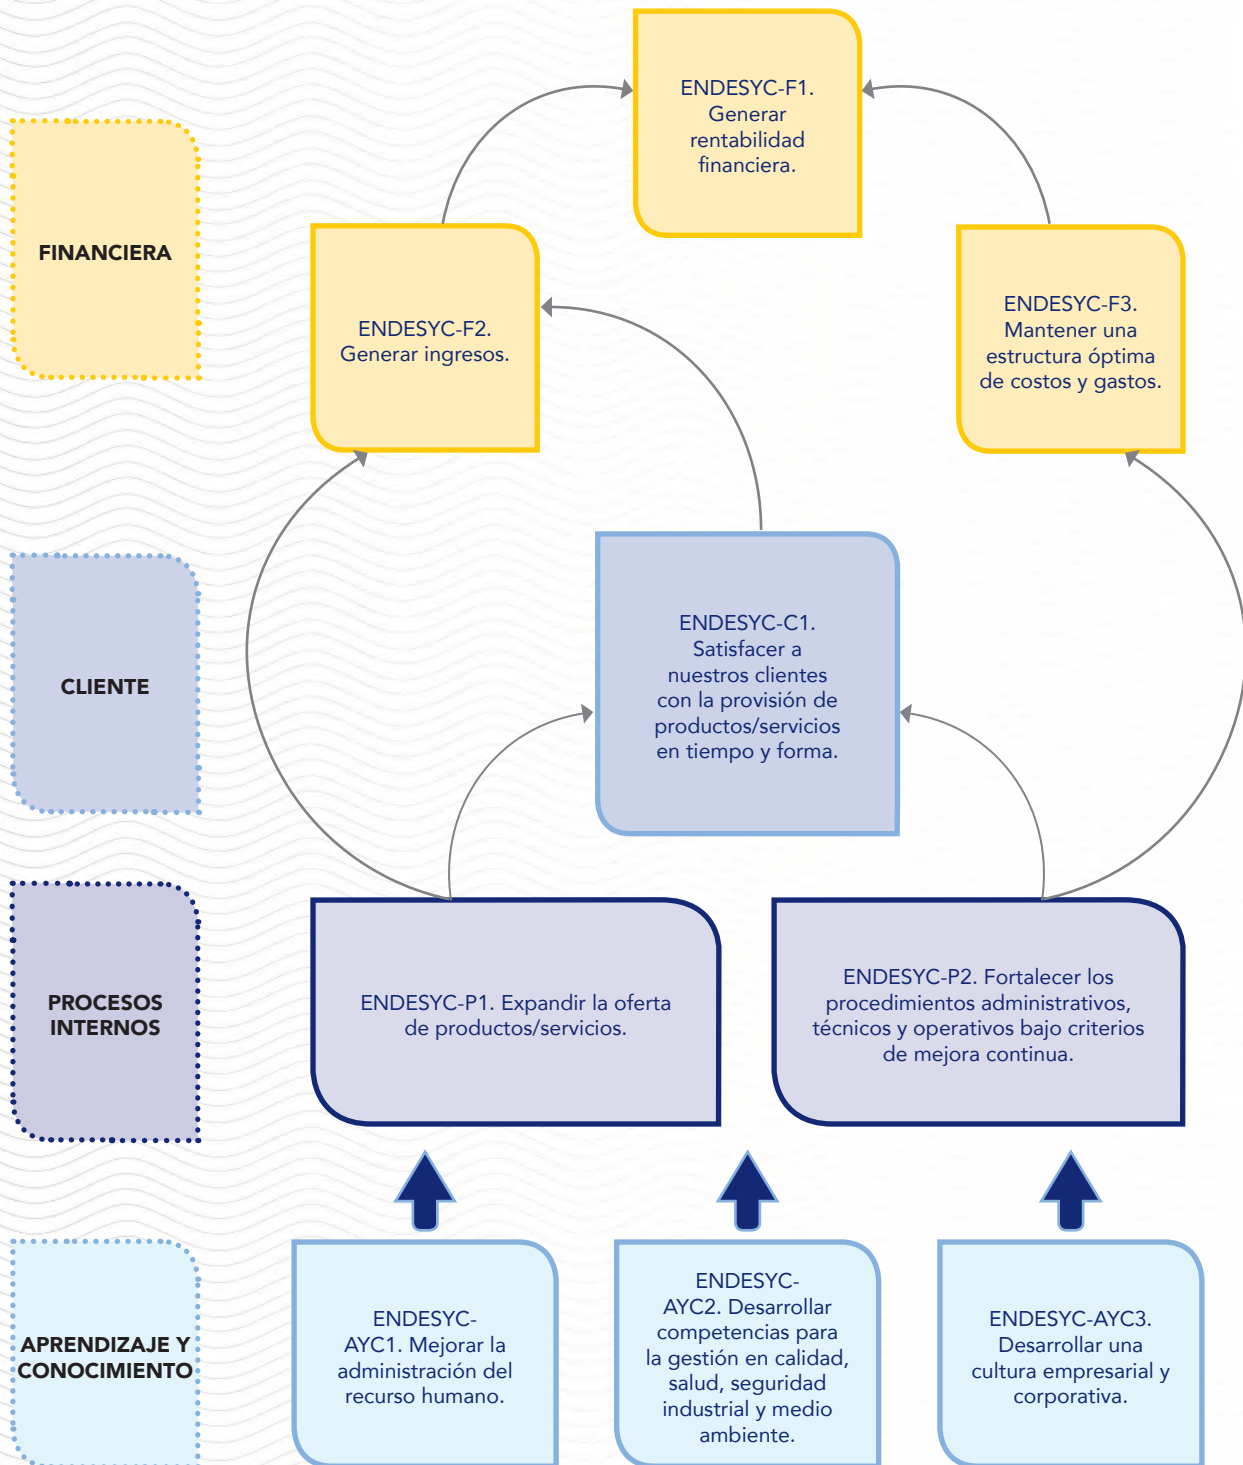 ENDESYC-F1.
Generar
rentabilidad
financiera.
FINANCIERA
ENDESYC-F2.
Generar ingresos.
ENDESYC-F3.
Mantener una
estructura óptima
de costos y gastos.
CLIENTE
ENDESYC-C1.
Satisfacer a
nuestros clientes
con la provisión de
productos/servicios
en tiempo y forma.
PROCESOS
INTERNOS
ENDESYC-P1. Expandir la oferta
de productos/servicios.
ENDESYC-P2. Fortalecer los
procedimientos administrativos,
técnicos y operativos bajo criterios
de mejora continua.
APRENDIZAJE Y
CONOCIMIENTO
ENDESYC-
AYC1. Mejorar la
administración del
recurso humano.
ENDESYC-
AYC2. Desarrollar
competencias para
la gestión en calidad,
salud, seguridad
industrial y medio
ambiente.
ENDESYC-AYC3.
Desarrollar una
cultura empresarial y
corporativa.